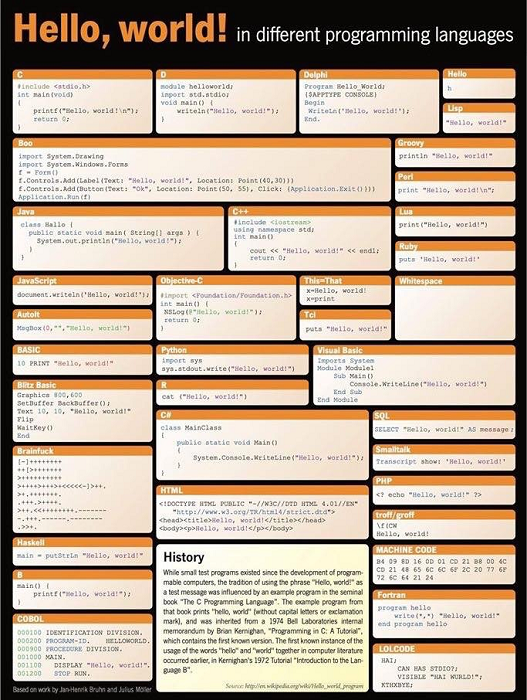 Hello, world! in different programming languages
C
#include <stdio.h>
int main(void)
{
printf("Hello, world!\n");
return 0;
}
D
module helloworld;
import std.stdio;
void main() {
writeln("Hello, world!");
}
Delphi
Program Hello_World;
{$APPTYPE CONSOLE}
Begin
WriteLn('Hello, world!');
End.
Hello
h
Lisp
"Hello, world!"
Boo
import System.Drawing
import System.Windows.Forms
f = Form()
f.Controls.Add(Label(Text: "Hello, world!", Location: Point(40,30)))
f.Controls.Add(Button(Text: "Ok", Location: Point(50, 55), Click: {Application.Exit()}))
Application.Run(f)
Groovy
println "Hello, world!"
Perl
print "Hello, world!\n";
Java
class Hallo {
public static void main( String[] args ) {
System.out.println("Hello, world!");
}
}
C++
#include <iostream>
using namespace std;
int main()
{
cout << "Hello, world!" << endl;
return 0;
}
Lua
print("Hello, world!")
Ruby
puts 'Hello, world!'
JavaScript
document.writeln('Hello, world!');
AutoIt
MsgBox(0,"","Hello, world!")
Objective-C
#import <Foundation/Foundation.h>
int main() {
NSLog(@"Hello, world!");
return 0;
}
This=That
x=Hello, world!
x=print
Tcl
puts "Hello, world!"
Whitespace
BASIC
10 PRINT "Hello, world!"
Python
import sys
sys.stdout.write("Hello, world!")
Visual Basic
Imports System
Module Module1
Sub Main()
Console.WriteLine("Hello, world!")
End Sub
End Module
Blitz Basic
Graphics 800,600
SetBuffer BackBuffer();
Text 10, 10, "Hello, world!"
Flip
WaitKey()
End
R
cat ("Hello, world!")
C#
class MainClass
{
public static void Main()
{
System.Console.WriteLine("Hello, world!");
}
}
SQL
SELECT "Hello, world!" AS message;
Smalltalk
Transcript show: 'Hello, world!'
PHP
<? echo "Hello, world!" ?>
Brainfuck
HTML
<!DOCTYPE HTML PUBLIC "-//W3C//DTD HTML 4.01//EN"
"http://www.w3.org/TR/html4/strict.dtd">
<head><title>Hello, world!</title></head>
<body><p>Hello, world!</p></body>
troff/groff
\f(CW
Hello, world!
Haskell
main = putStrLn "Hello, world!"
B
main() {
printf("Hello, world!");
}
MACHINE CODE
B4 09 8D 16 0D 01 CD 21 B8 00 4C
CD 21 48 65 6C 6C 6F 2C 20 77 6F
72 6C 64 21 24
Fortran
program hello
write(*,*) "Hello, world!"
end program hello
COBOL
000100 IDENTIFICATION DIVISION.
000200 PROGRAM-ID. HELLOWORLD.
000900 PROCEDURE DIVISION.
001000 MAIN.
001100 DISPLAY "Hello, world!".
001200 STOP RUN.
LOLCODE
HAI;
CAN HAS STDIO?;
VISIBLE "HAI WORLD!";
KTHXBYE;
History
While small test programs existed since the development of program-
mable computers, the tradition of using the phrase "Hello, world!" as
a test message was influenced by an example program in the seminal
book "The C Programming Language". The example program from
that book prints "hello, world" (without capital letters or exclamation
mark), and was inherited from a 1974 Bell Laboratories internal
memorandum by Brian Kernighan, "Programming in C: A Tutorial",
which contains the first known version. The first known instance of the
usage of the words "hello" and "world" together in computer literature
occurred earlier, in Kernighan's 1972 Tutorial "Introduction to the Lan-
guage B".
Source: http://en.wikipedia.org/wiki/Hello_world_program
Based on work by Jan-Henrik Bruhn and Julius Möller